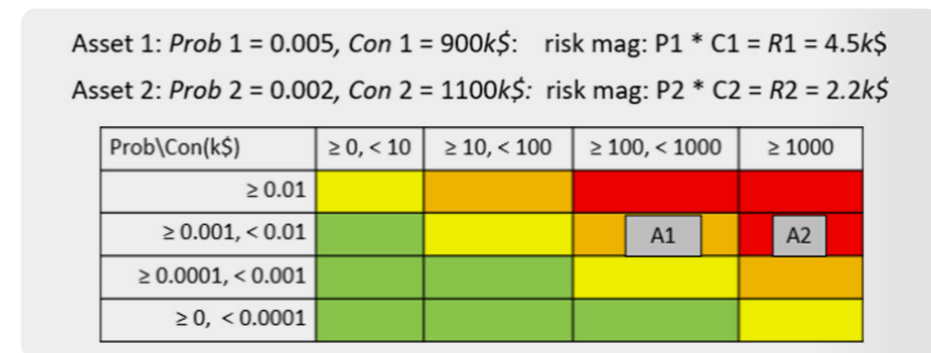 Asset 1: Prob 1 = 0.005, Con 1 = 900k$: risk mag: P1 * C1 = R1 = 4.5k$
Asset 2: Prob 2 = 0.002, Con 2 = 1100k$: risk mag: P2 * C2 = R2 = 2.2k$
Prob\Con(k$) ≥ 0, < 10 ≥ 10, < 100 ≥ 100, < 1000 ≥ 1000
≥ 0.01
≥ 0.001, < 0.01 A1 A2
≥ 0.0001, < 0.001
≥ 0, < 0.0001